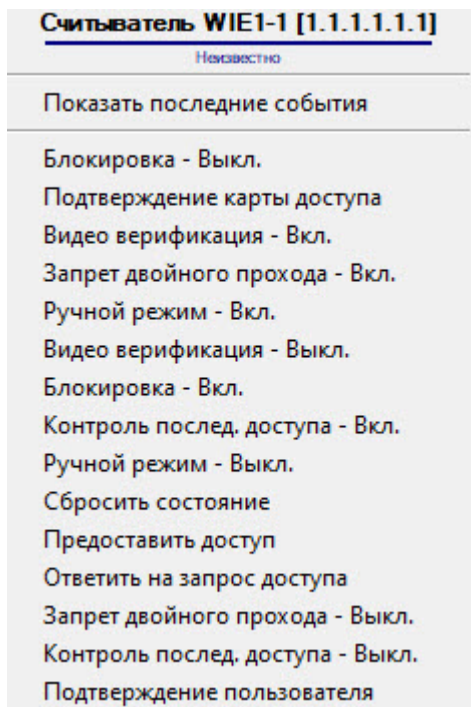 Считыватель WIE1-1 [1.1.1.1.1.1]
Неизвестно
Показать последние события
Блокировка - Выкл.
Подтверждение карты доступа
Видео верификация - Вкл.
Запрет двойного прохода - Вкл.
Ручной режим - Вкл.
Видео верификация - Выкл.
Блокировка - Вкл.
Контроль послед. доступа - Вкл.
Ручной режим - Выкл.
Сбросить состояние
Предоставить доступ
Ответить на запрос доступа
Запрет двойного прохода - Выкл.
Контроль послед. доступа - Выкл.
Подтверждение пользователя